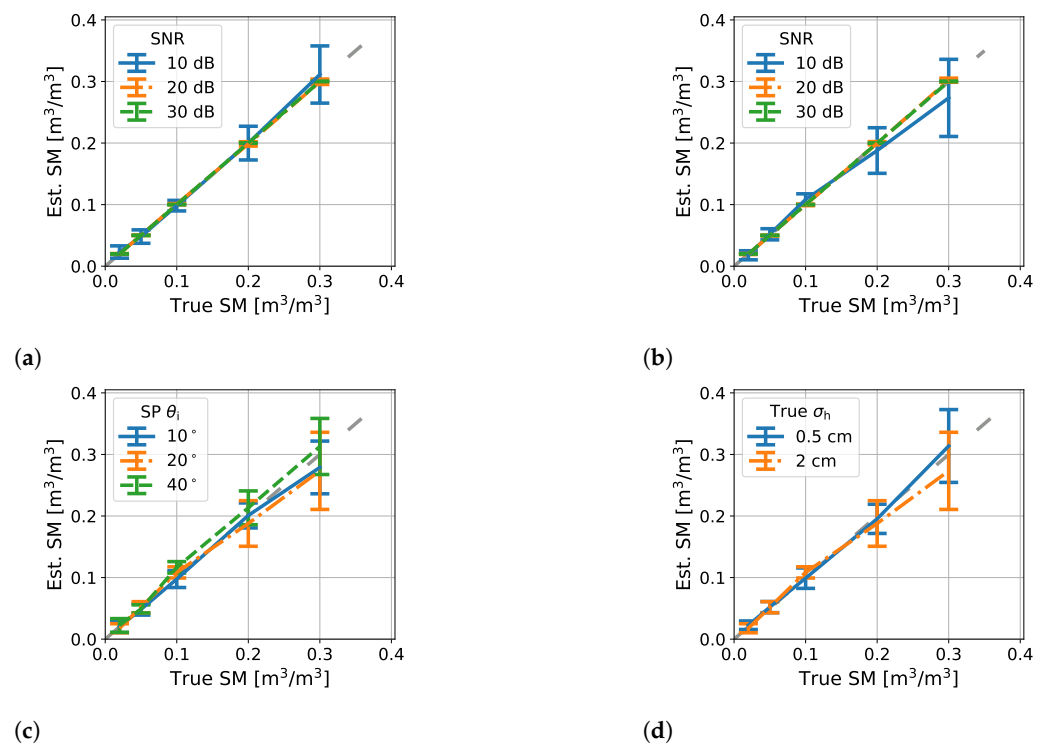 0.4
0.3
0.2
0.1
0.0
Est. SM [m³/m³]
SNR
10 dB
20 dB
30 dB
0.0 0.1 0.2 0.3 0.4
True SM [m³/m³]
(a)
0.4
0.3
0.2
0.1
0.0
Est. SM [m³/m³]
SNR
10 dB
20 dB
30 dB
0.0 0.1 0.2 0.3 0.4
True SM [m³/m³]
(b)
0.4
0.3
0.2
0.1
0.0
Est. SM [m³/m³]
SP θᵢ
10°
20°
40°
0.0 0.1 0.2 0.3 0.4
True SM [m³/m³]
(c)
0.4
0.3
0.2
0.1
0.0
Est. SM [m³/m³]
True σₕ
0.5 cm
2 cm
0.0 0.1 0.2 0.3 0.4
True SM [m³/m³]
(d)